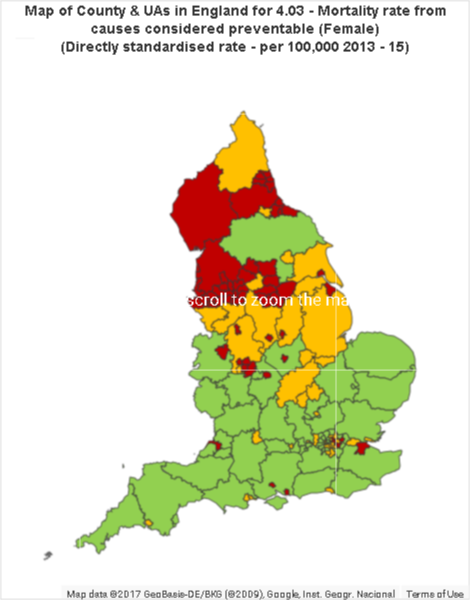 Map of County & UAs in England for 4.03 - Mortality rate from
causes considered preventable (Female)
(Directly standardised rate - per 100,000 2013 - 15)
scroll to zoom the ma
Map data ©2017 GeoBasis-DE/BKG (©2009), Google, Inst. Geogr. Nacional Terms of Use